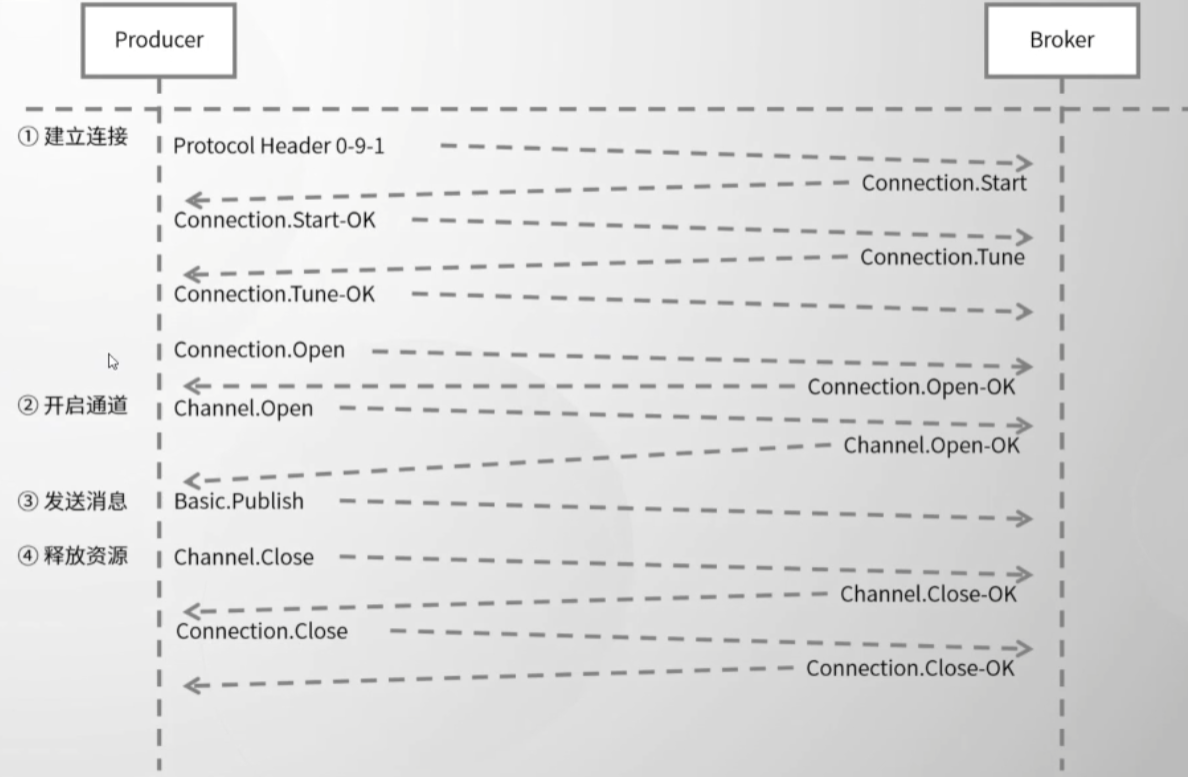 Producer
Broker
① 建立连接
Protocol Header 0-9-1
Connection.Start
Connection.Start-OK
Connection.Tune
Connection.Tune-OK
Connection.Open
Connection.Open-OK
② 开启通道
Channel.Open
Channel.Open-OK
③ 发送消息
Basic.Publish
④ 释放资源
Channel.Close
Channel.Close-OK
Connection.Close
Connection.Close-OK